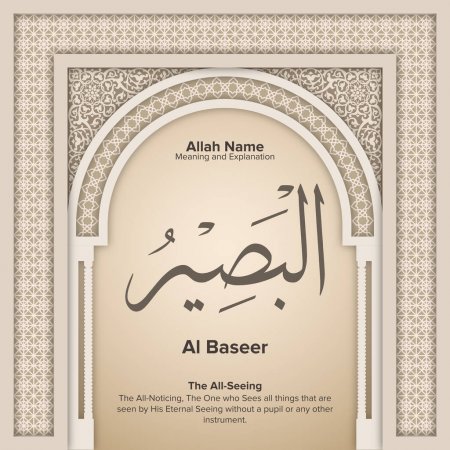 Allah Name
Meaning and Explanation
البَصِيرُ
Al Baseer
The All-Seeing
The All-Noticing, The One who Sees all things that are
seen by His Eternal Seeing without a pupil or any other
instrument.